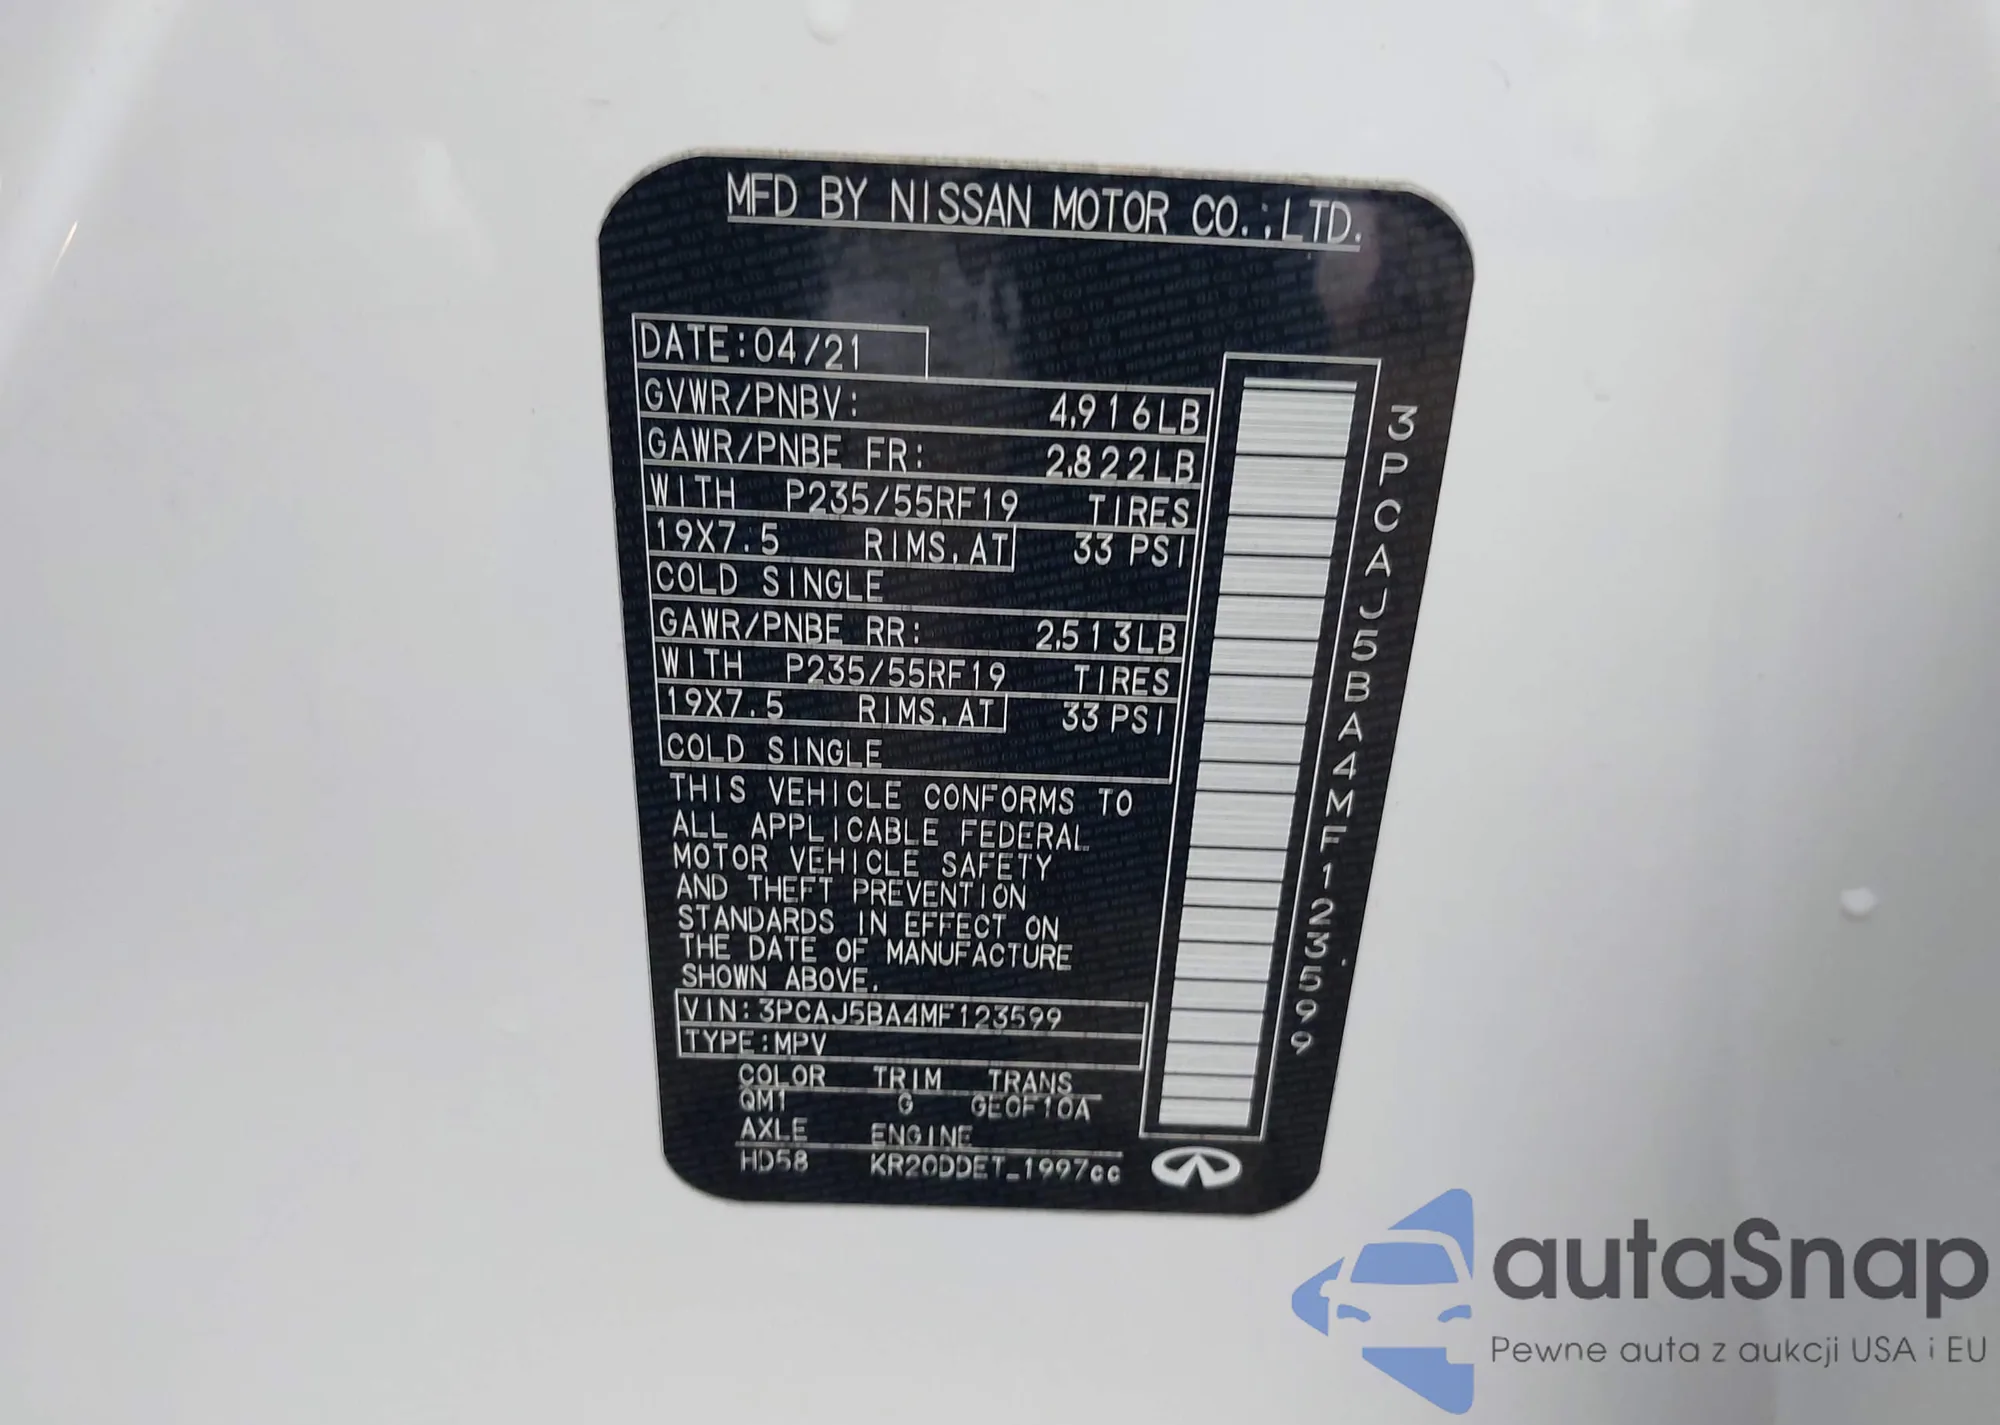 MFD BY NISSAN MOTOR CO.,LTD.
DATE:04/21
GVWR/PNBV: 4,916LB
GAWR/PNBE FR: 2,822LB
WITH P235/55RF19 TIRES
19X7.5 RIMS,AT 33 PSI
COLD SINGLE
GAWR/PNBE RR: 2,513LB
WITH P235/55RF19 TIRES
19X7.5 RIMS,AT 33 PSI
COLD SINGLE
THIS VEHICLE CONFORMS TO
ALL APPLICABLE FEDERAL
MOTOR VEHICLE SAFETY
AND THEFT PREVENTION
STANDARDS IN EFFECT ON
THE DATE OF MANUFACTURE
SHOWN ABOVE.
VIN:3PCAJ5BA4MF123599
TYPE:MPV
COLOR TRIM TRANS
QM1 G GE0F10A
AXLE ENGINE
HD58 KR20DDET_1997cc
3PCAJ5BA4MF123599
autaSnap
Pewne auta z aukcji USA i EU